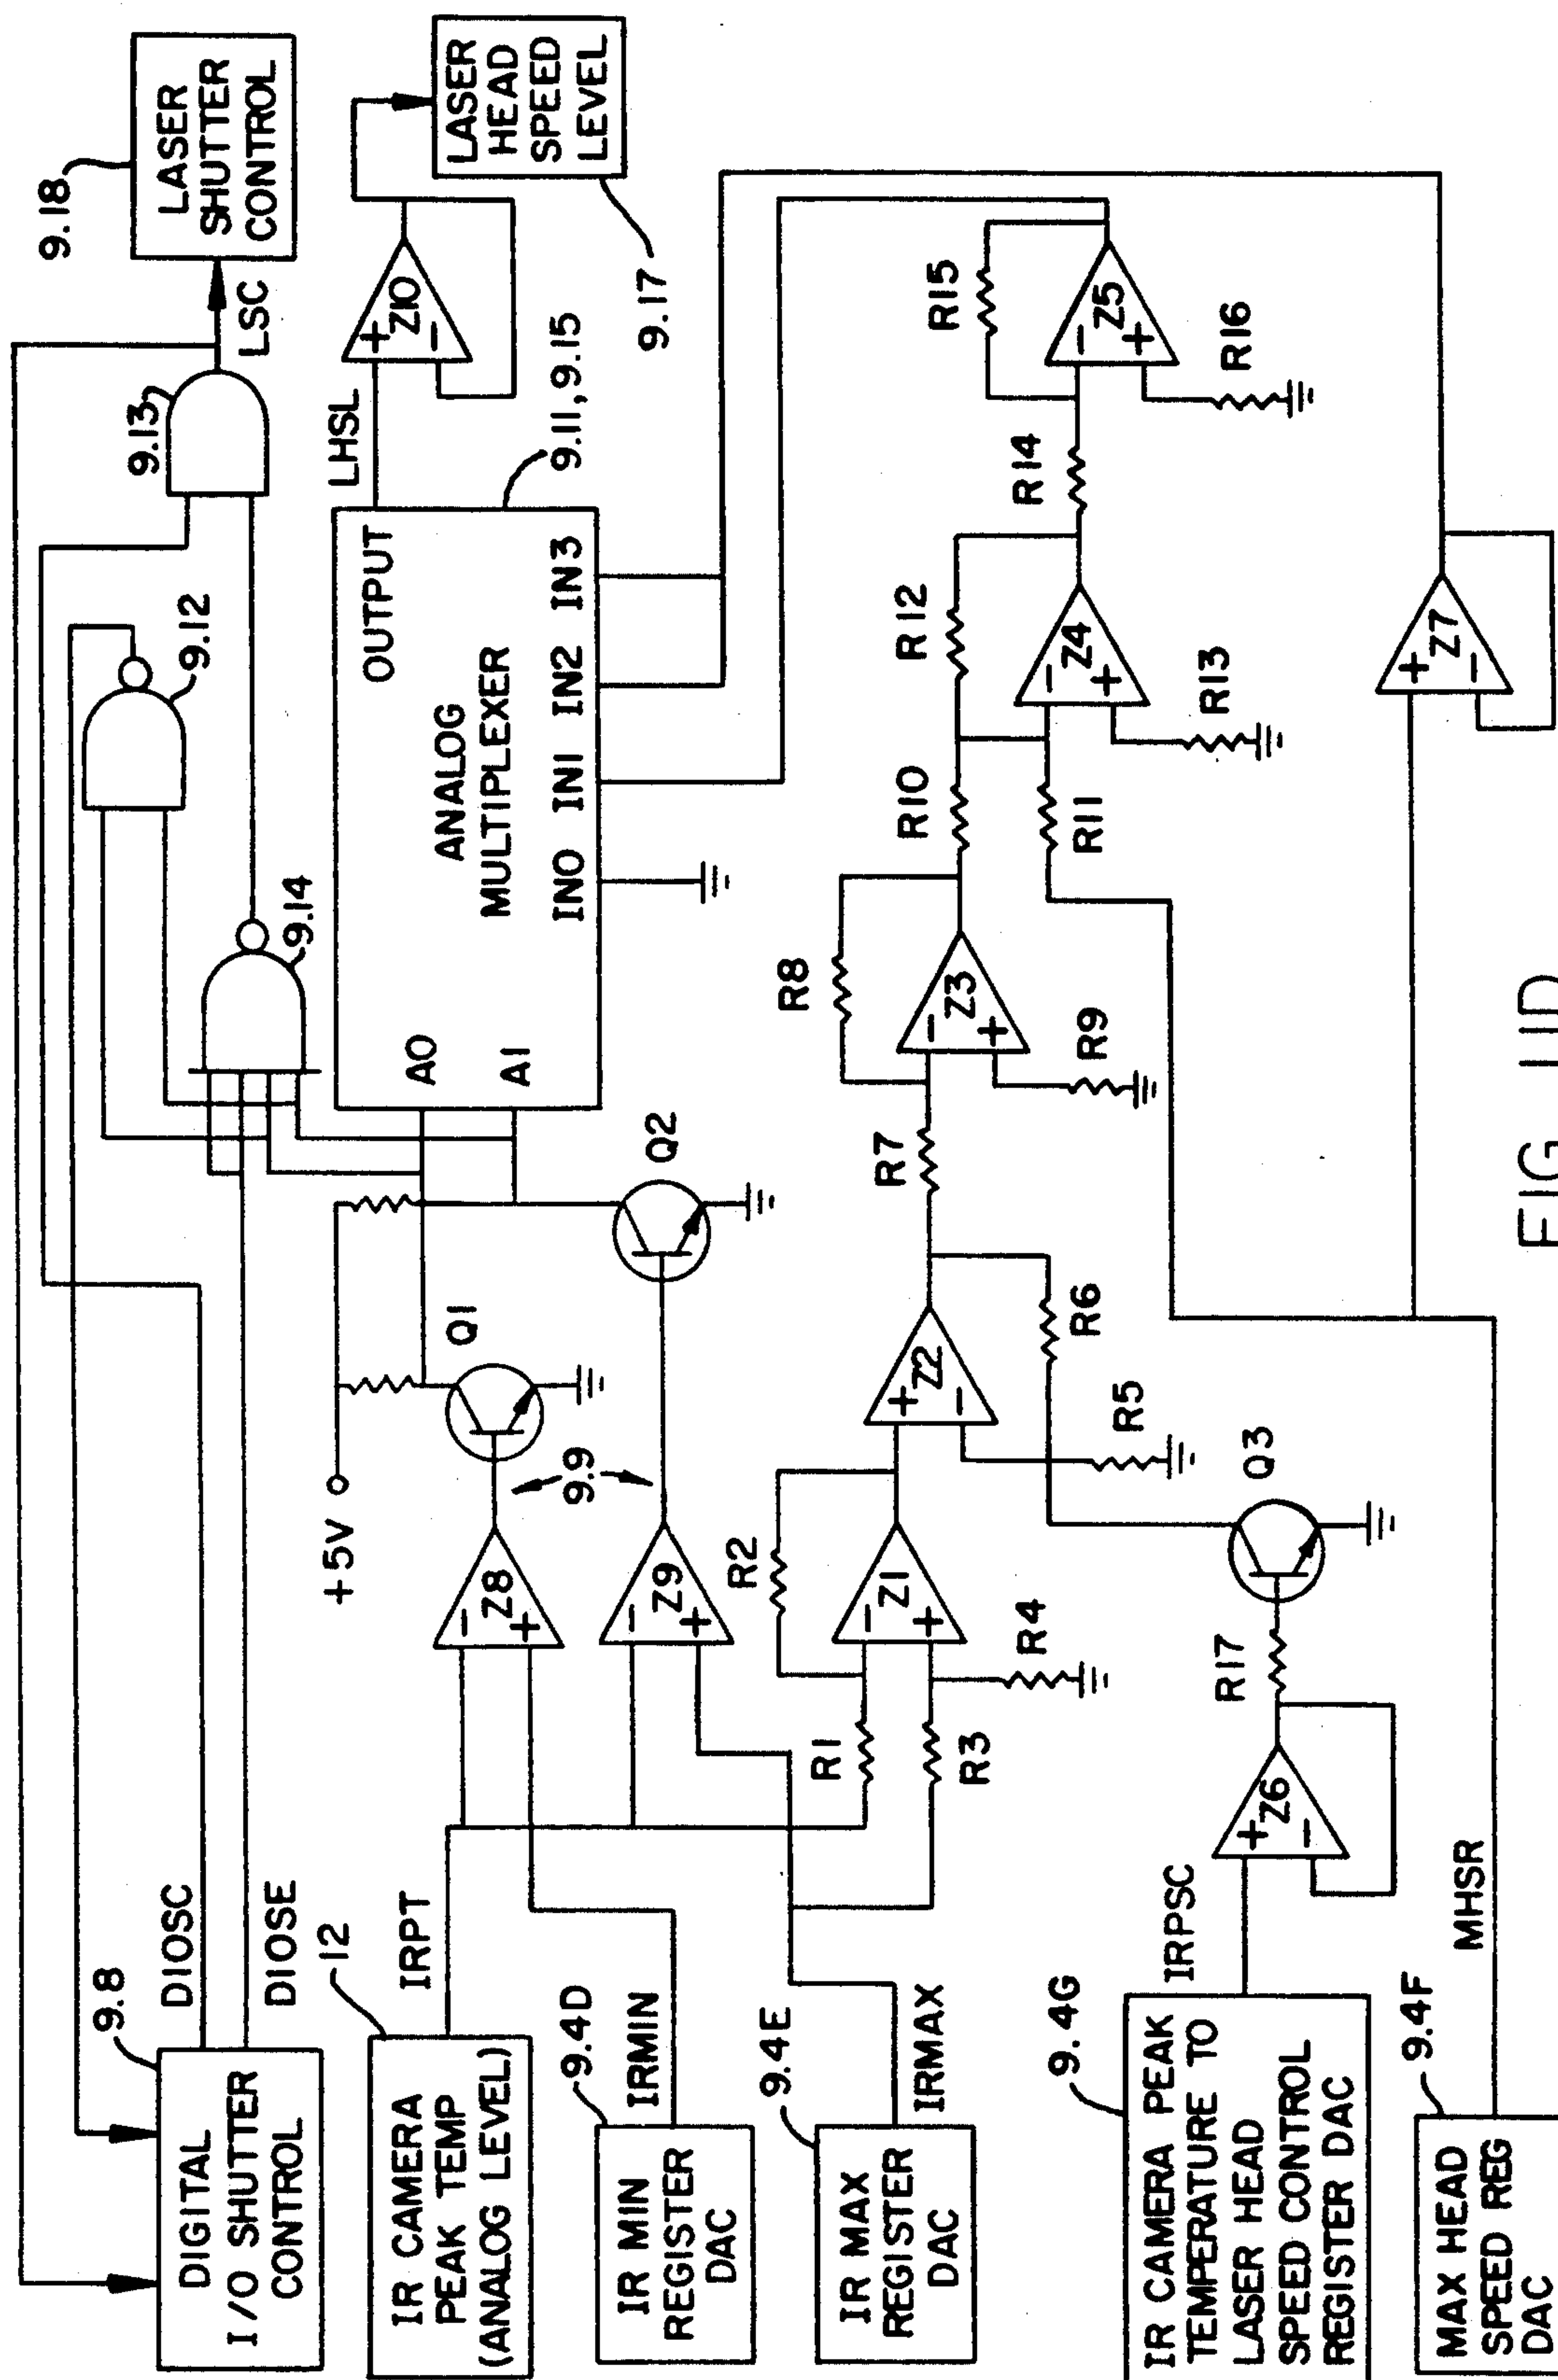 9.18
LASER
SHUTTER
CONTROL
LSC
9.13
9.12
9.14
DIOSC
DIOSE
9.8
DIGITAL
I/O SHUTTER
CONTROL
LASER
HEAD
SPEED
LEVEL
9.17
+
Z10
−
LHSL
9.11, 9.15
OUTPUT
ANALOG
MULTIPLEXER
IN0 IN1 IN2 IN3
A0
A1
+5V
Q1
Q2
9.9
−
Z8
+
−
Z9
+
12
IR CAMERA
PEAK TEMP
(ANALOG LEVEL)
IRPT
9.4D
IR MIN
REGISTER
DAC
IRMIN
9.4E
IR MAX
REGISTER
DAC
IRMAX
R1
R2
R3
R4
−
Z1
+
+
Z2
−
R5
R6
R7
R8
−
Z3
+
R9
R10
R11
R12
−
Z4
+
R13
R14
R15
−
Z5
+
R16
9.4G
IR CAMERA PEAK
TEMPERATURE TO
LASER HEAD
SPEED CONTROL
REGISTER DAC
IRPSC
+
Z6
−
R17
Q3
9.4F
MAX HEAD
SPEED REG
DAC
MHSR
+
Z7
−
FIG. 11D